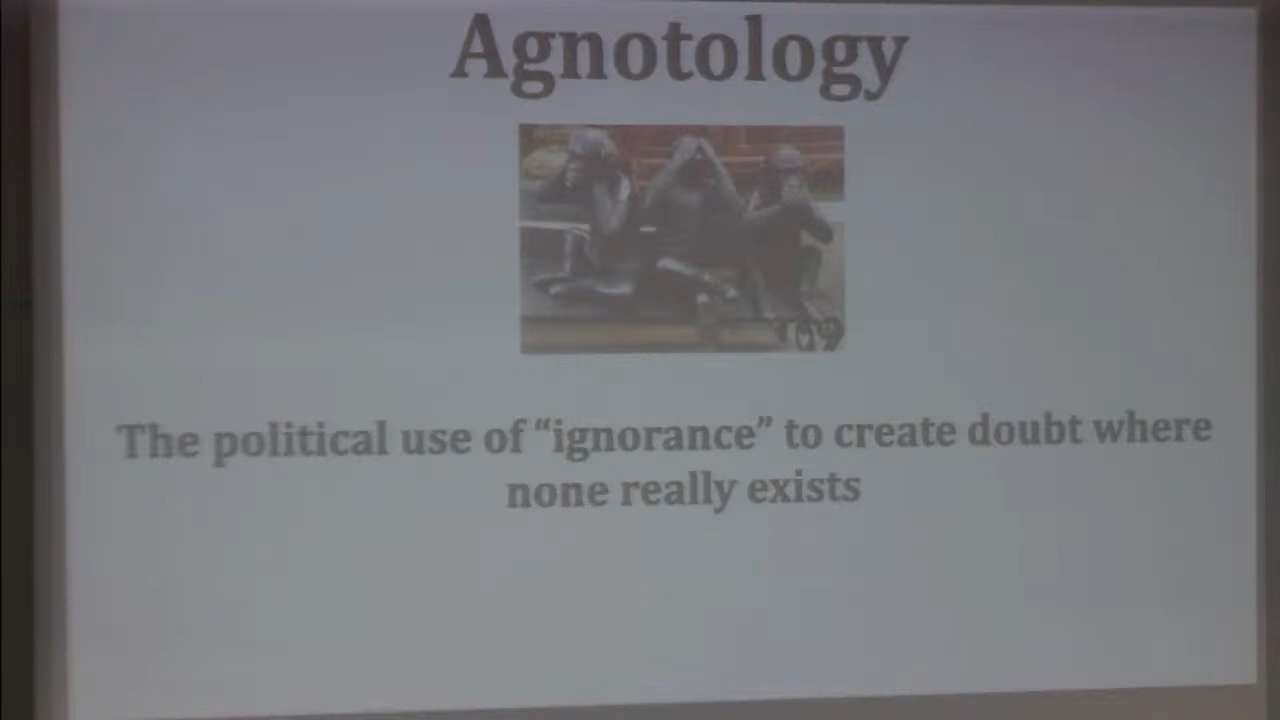 Agnotology
The political use of “ignorance” to create doubt where
none really exists